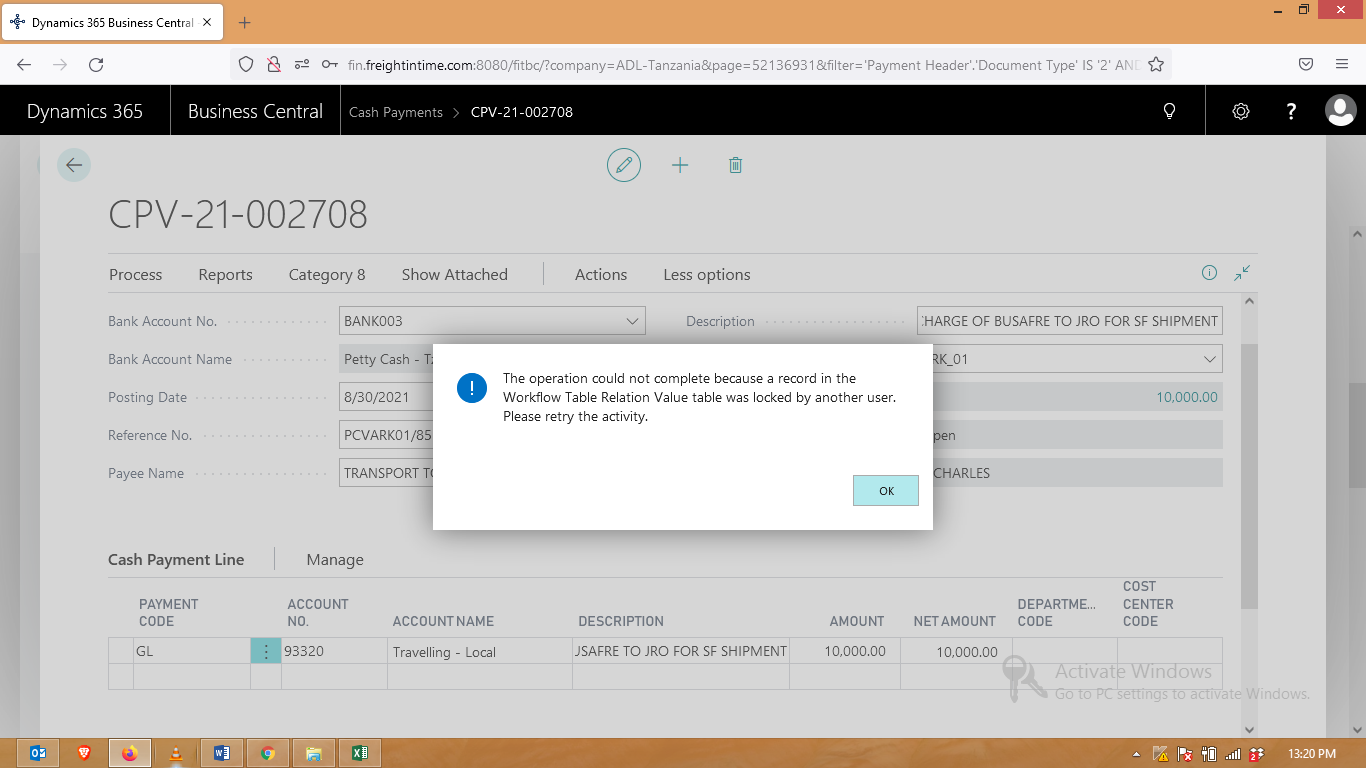 Dynamics 365 Business Central
fin.freightintime.com:8080/fitbc/?company=ADL-Tanzania&page=52136931&filter='Payment Header'.'Document Type' IS '2' AND
Dynamics 365
Business Central
Cash Payments > CPV-21-002708
CPV-21-002708
Process Reports Category 8 Show Attached Actions Less options
Bank Account No. BANK003 Description CHARGE OF BUSAFRE TO JRO FOR SF SHIPMENT
Bank Account Name Petty Cash - RK_01
Posting Date 8/30/2021 10,000.00
Reference No. PCVARK01/85 pen
Payee Name TRANSPORT CHARLES
The operation could not complete because a record in the
Workflow Table Relation Value table was locked by another user.
Please retry the activity.
OK
Cash Payment Line Manage
PAYMENT CODE
ACCOUNT NO.
ACCOUNT NAME
DESCRIPTION
AMOUNT
NET AMOUNT
DEPARTME... CODE
COST CENTER CODE
GL 93320 Travelling - Local USAFRE TO JRO FOR SF SHIPMENT 10,000.00 10,000.00
Activate Windows
Go to PC settings to activate Windows.
13:20 PM